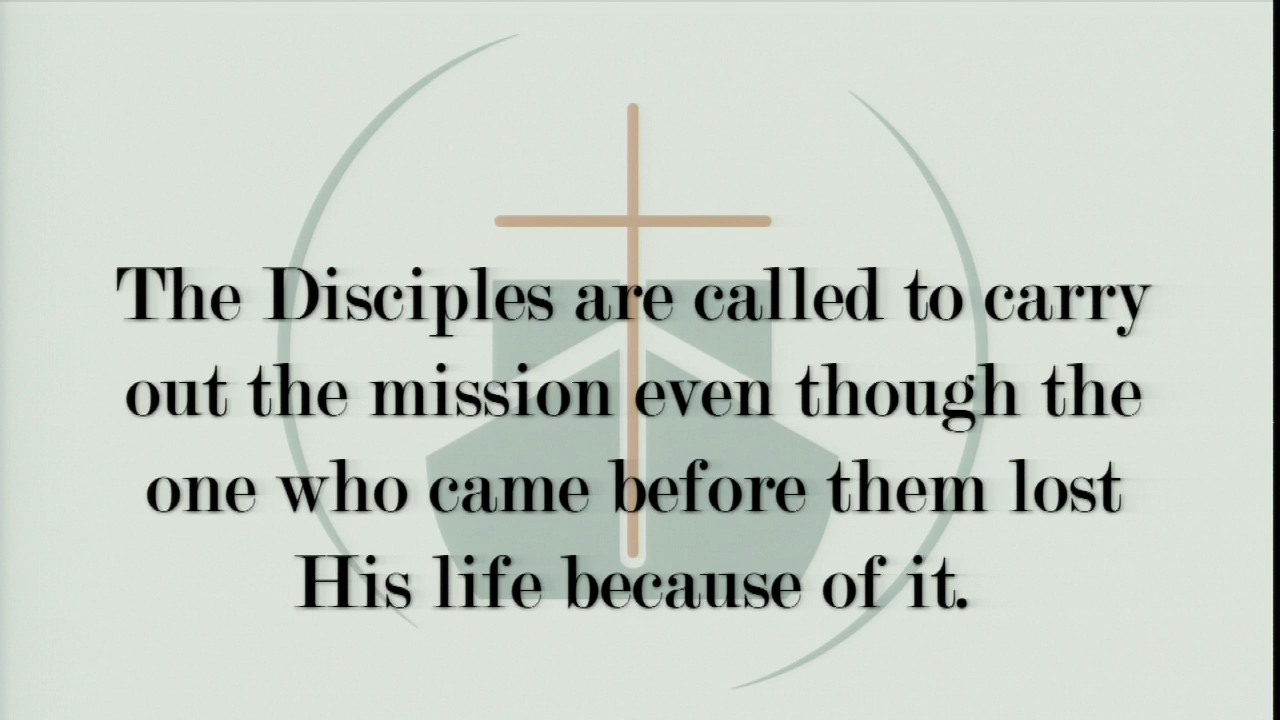 The Disciples are called to carry
out the mission even though the
one who came before them lost
His life because of it.